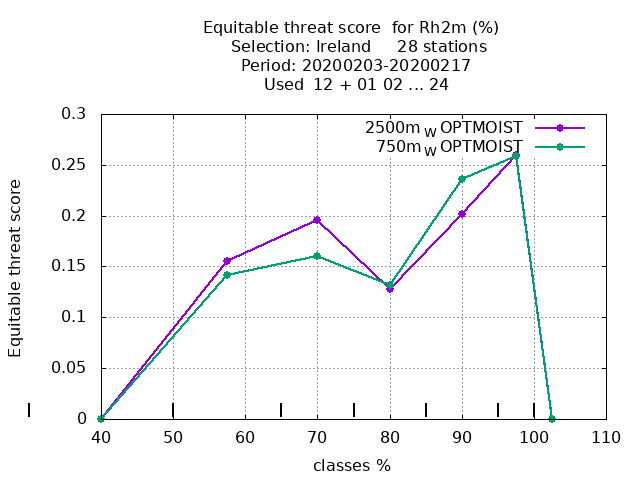 Equitable threat score  for Rh2m (%)
Selection: Ireland     28 stations
Period: 20200203-20200217
Used  12 + 01 02 ... 24
2500m_W OPTMOIST
750m_W OPTMOIST
Equitable threat score
0.3
0.25
0.2
0.15
0.1
0.05
0
40 50 60 70 80 90 100 110
classes %